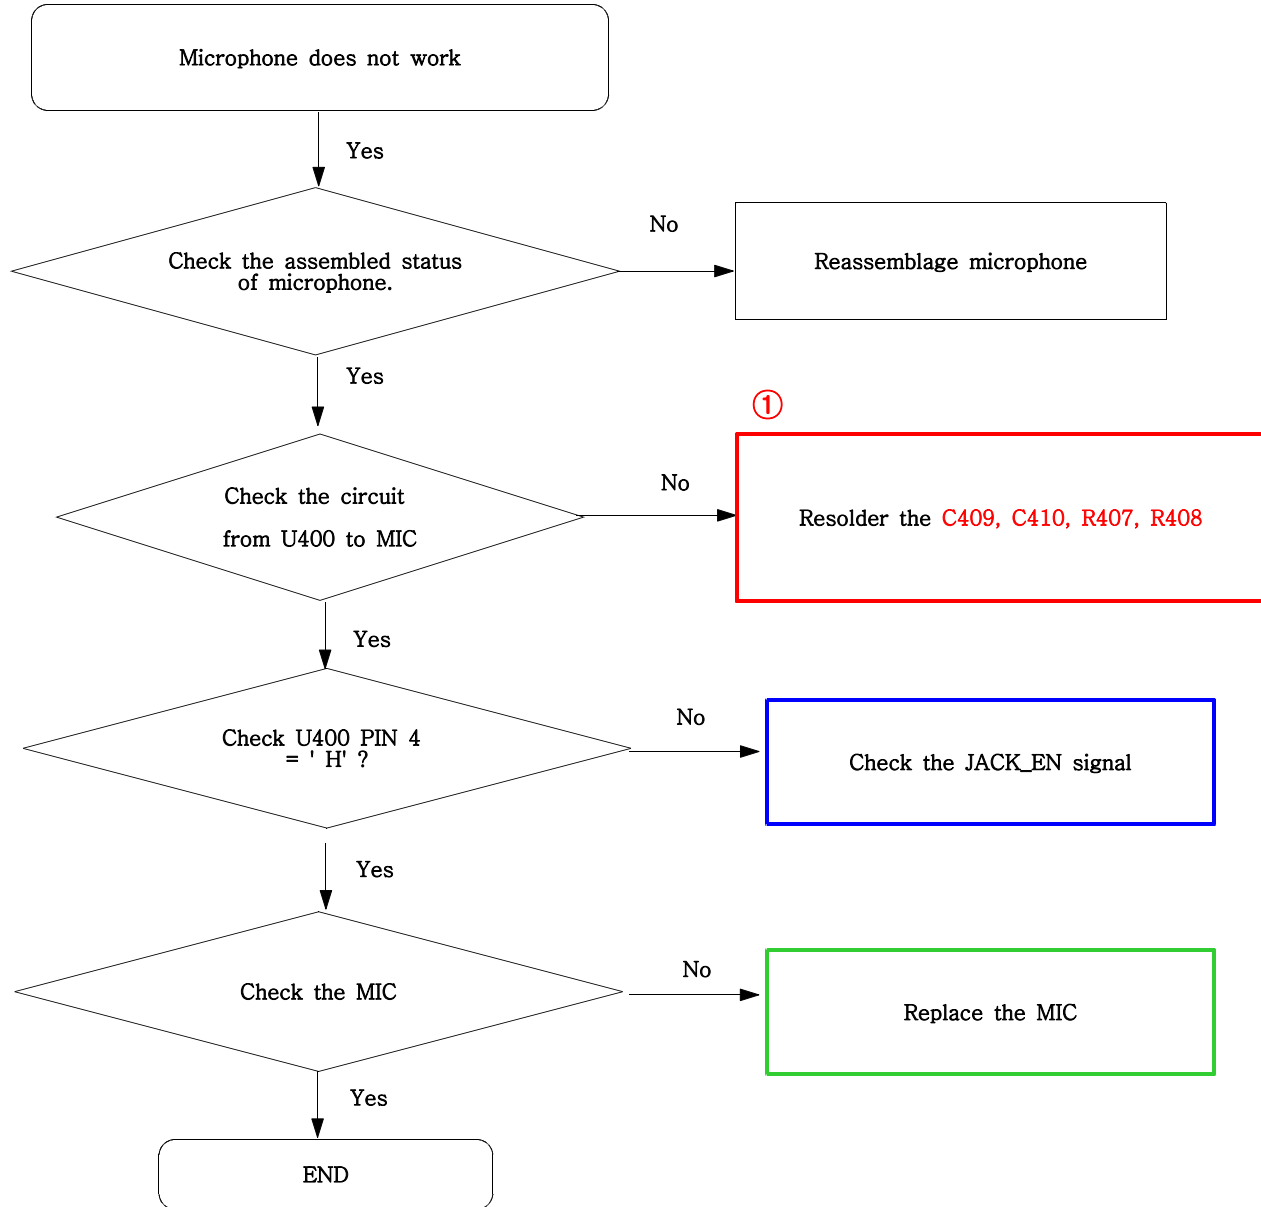 Microphone does not work
Yes
Check the assembled status
of microphone.
No
Reassemblage microphone
Yes
①
Check the circuit
from U400 to MIC
No
Resolder the C409, C410, R407, R408
Yes
Check U400 PIN 4
= ' H' ?
No
Check the JACK_EN signal
Yes
Check the MIC
No
Replace the MIC
Yes
END